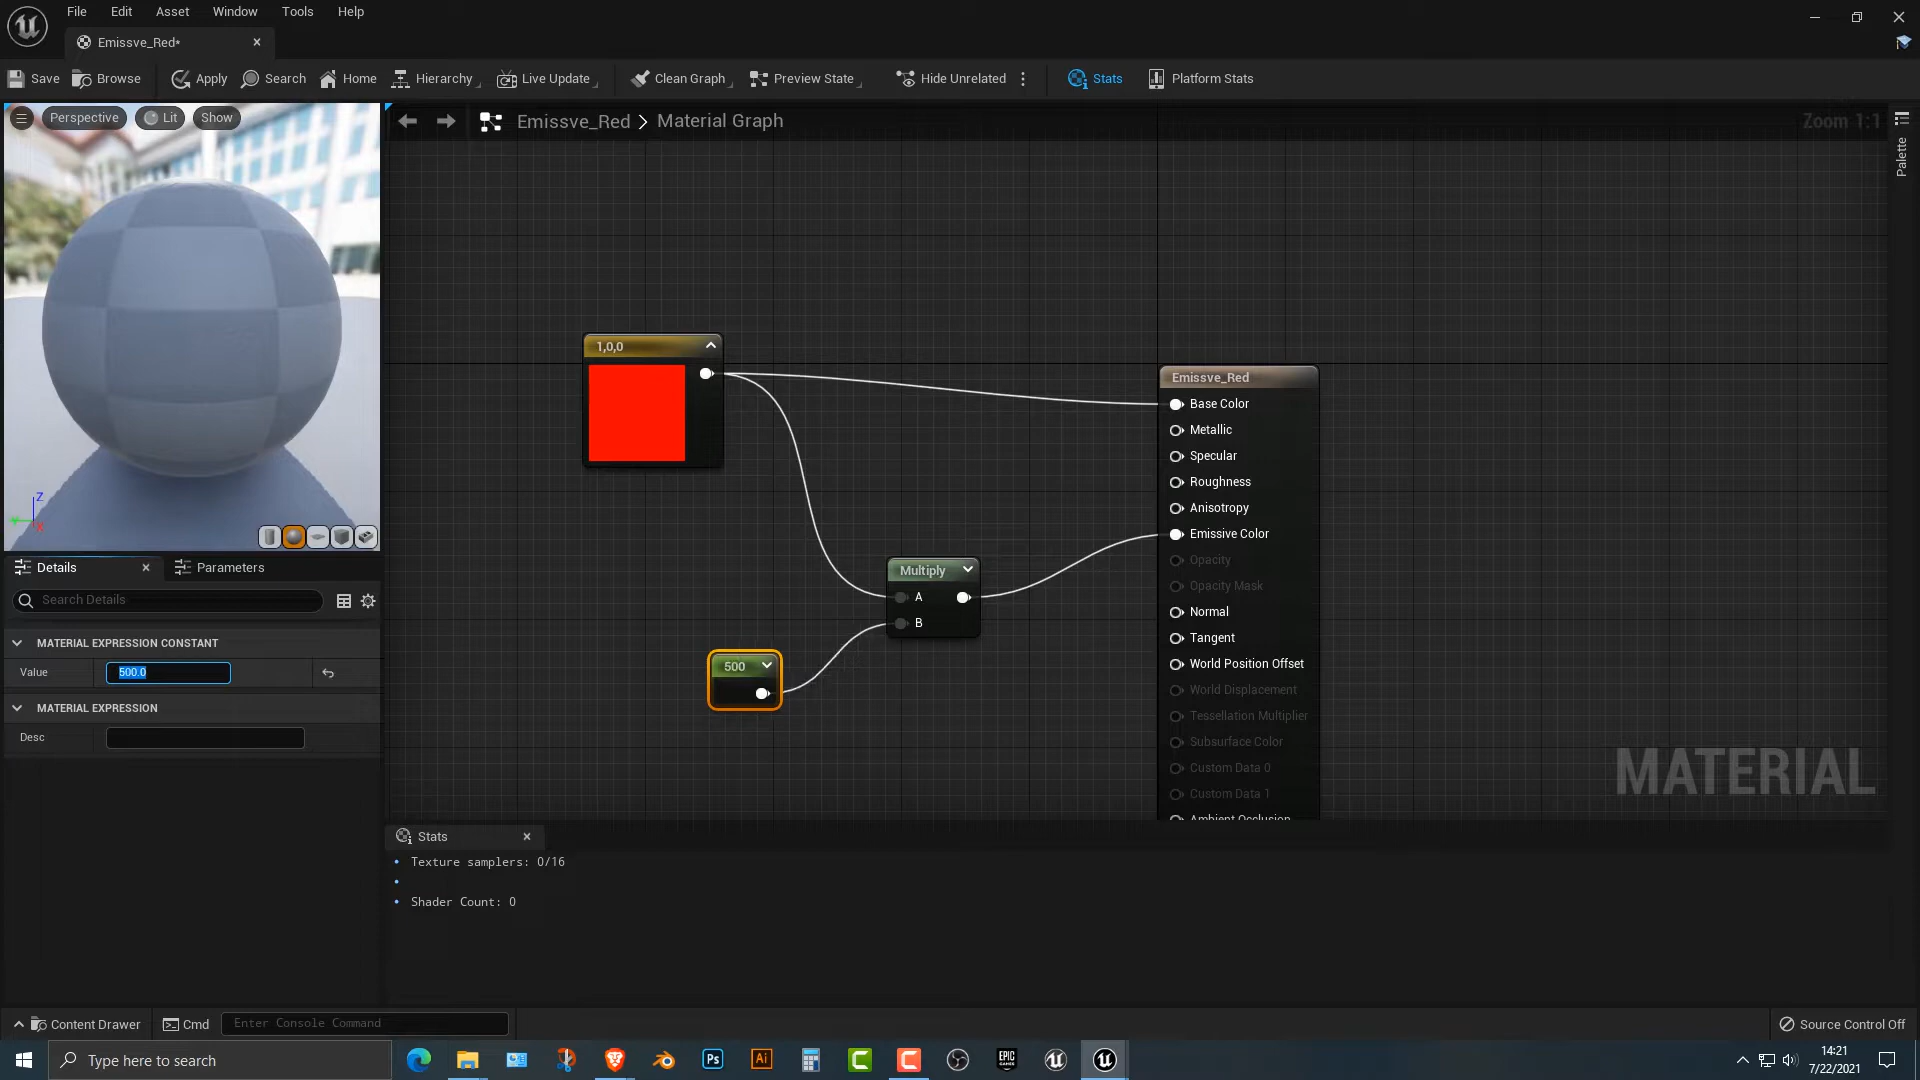 File Edit Asset Window Tools Help
Emissve_Red*
Save Browse Apply Search Home Hierarchy Live Update Clean Graph Preview State Hide Unrelated Stats Platform Stats
Perspective Lit Show
Emissve_Red Material Graph
Zoom 1:1
Palette
1,0,0
Emissve_Red
Base Color
Metallic
Specular
Roughness
Anisotropy
Emissive Color
Opacity
Opacity Mask
Normal
Tangent
World Position Offset
World Displacement
Tessellation Multiplier
Subsurface Color
Custom Data 0
Custom Data 1
Ambient Occlusion
Multiply
A
B
500
MATERIAL
Z
X
Details Parameters
Search Details
MATERIAL EXPRESSION CONSTANT
Value 500.0
MATERIAL EXPRESSION
Desc
Stats
Texture samplers: 0/16
Shader Count: 0
Content Drawer Cmd Enter Console Command Source Control Off
Type here to search
Ps
Ai
EPIC
GAMES
14:21
7/22/2021